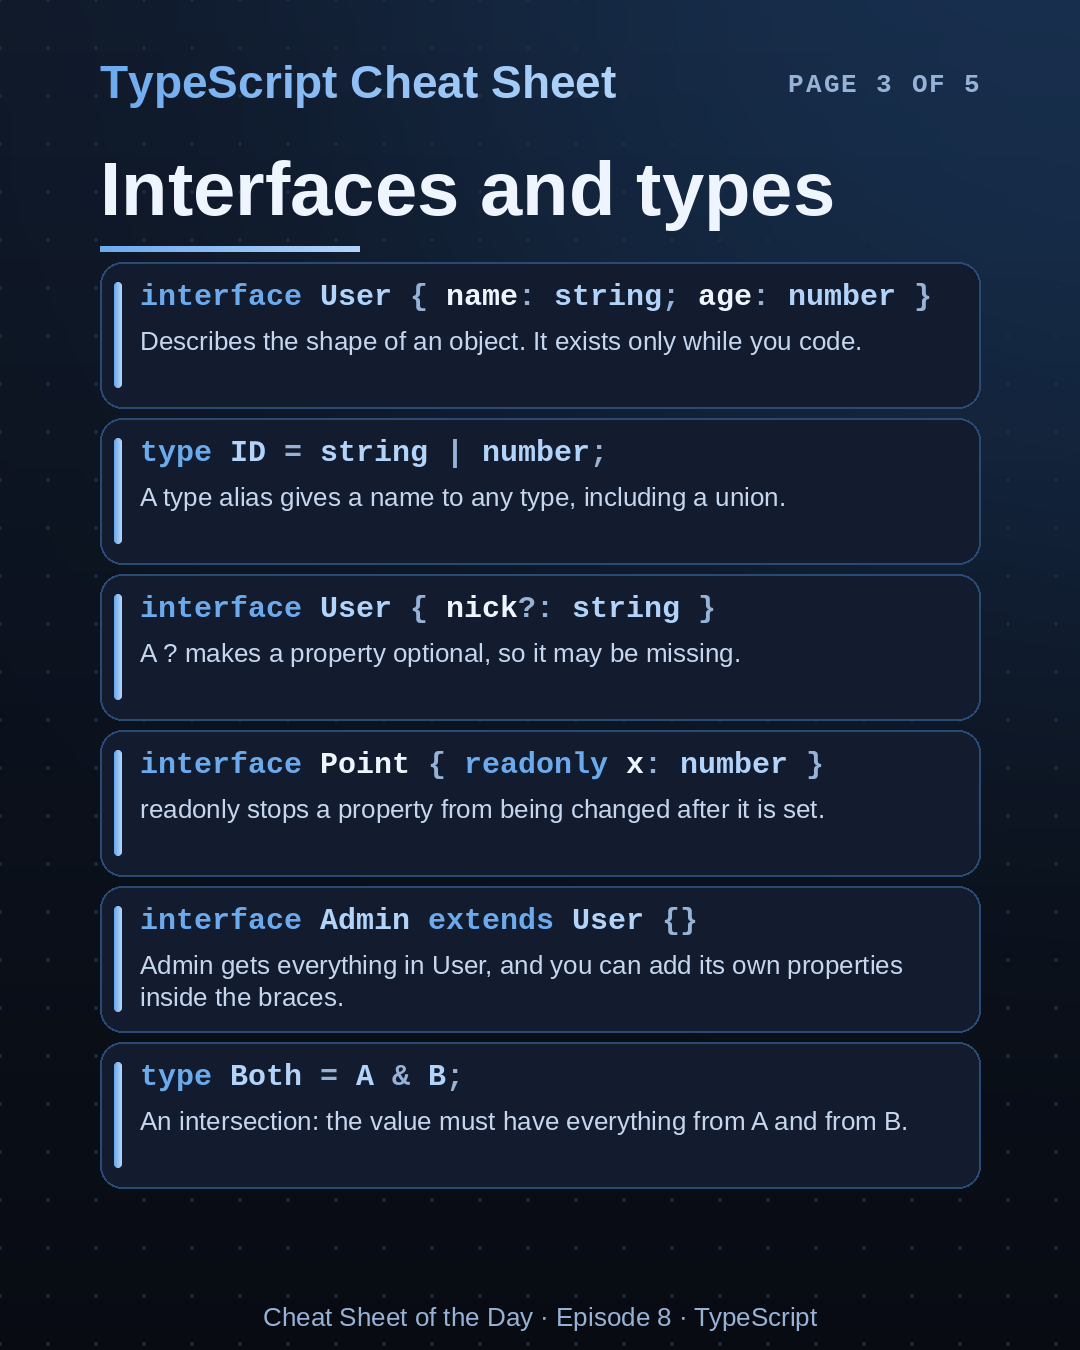 TypeScript Cheat Sheet
PAGE 3 OF 5
Interfaces and types
interface User { name: string; age: number }
Describes the shape of an object. It exists only while you code.
type ID = string | number;
A type alias gives a name to any type, including a union.
interface User { nick?: string }
A ? makes a property optional, so it may be missing.
interface Point { readonly x: number }
readonly stops a property from being changed after it is set.
interface Admin extends User {}
Admin gets everything in User, and you can add its own properties
inside the braces.
type Both = A & B;
An intersection: the value must have everything from A and from B.
Cheat Sheet of the Day · Episode 8 · TypeScript